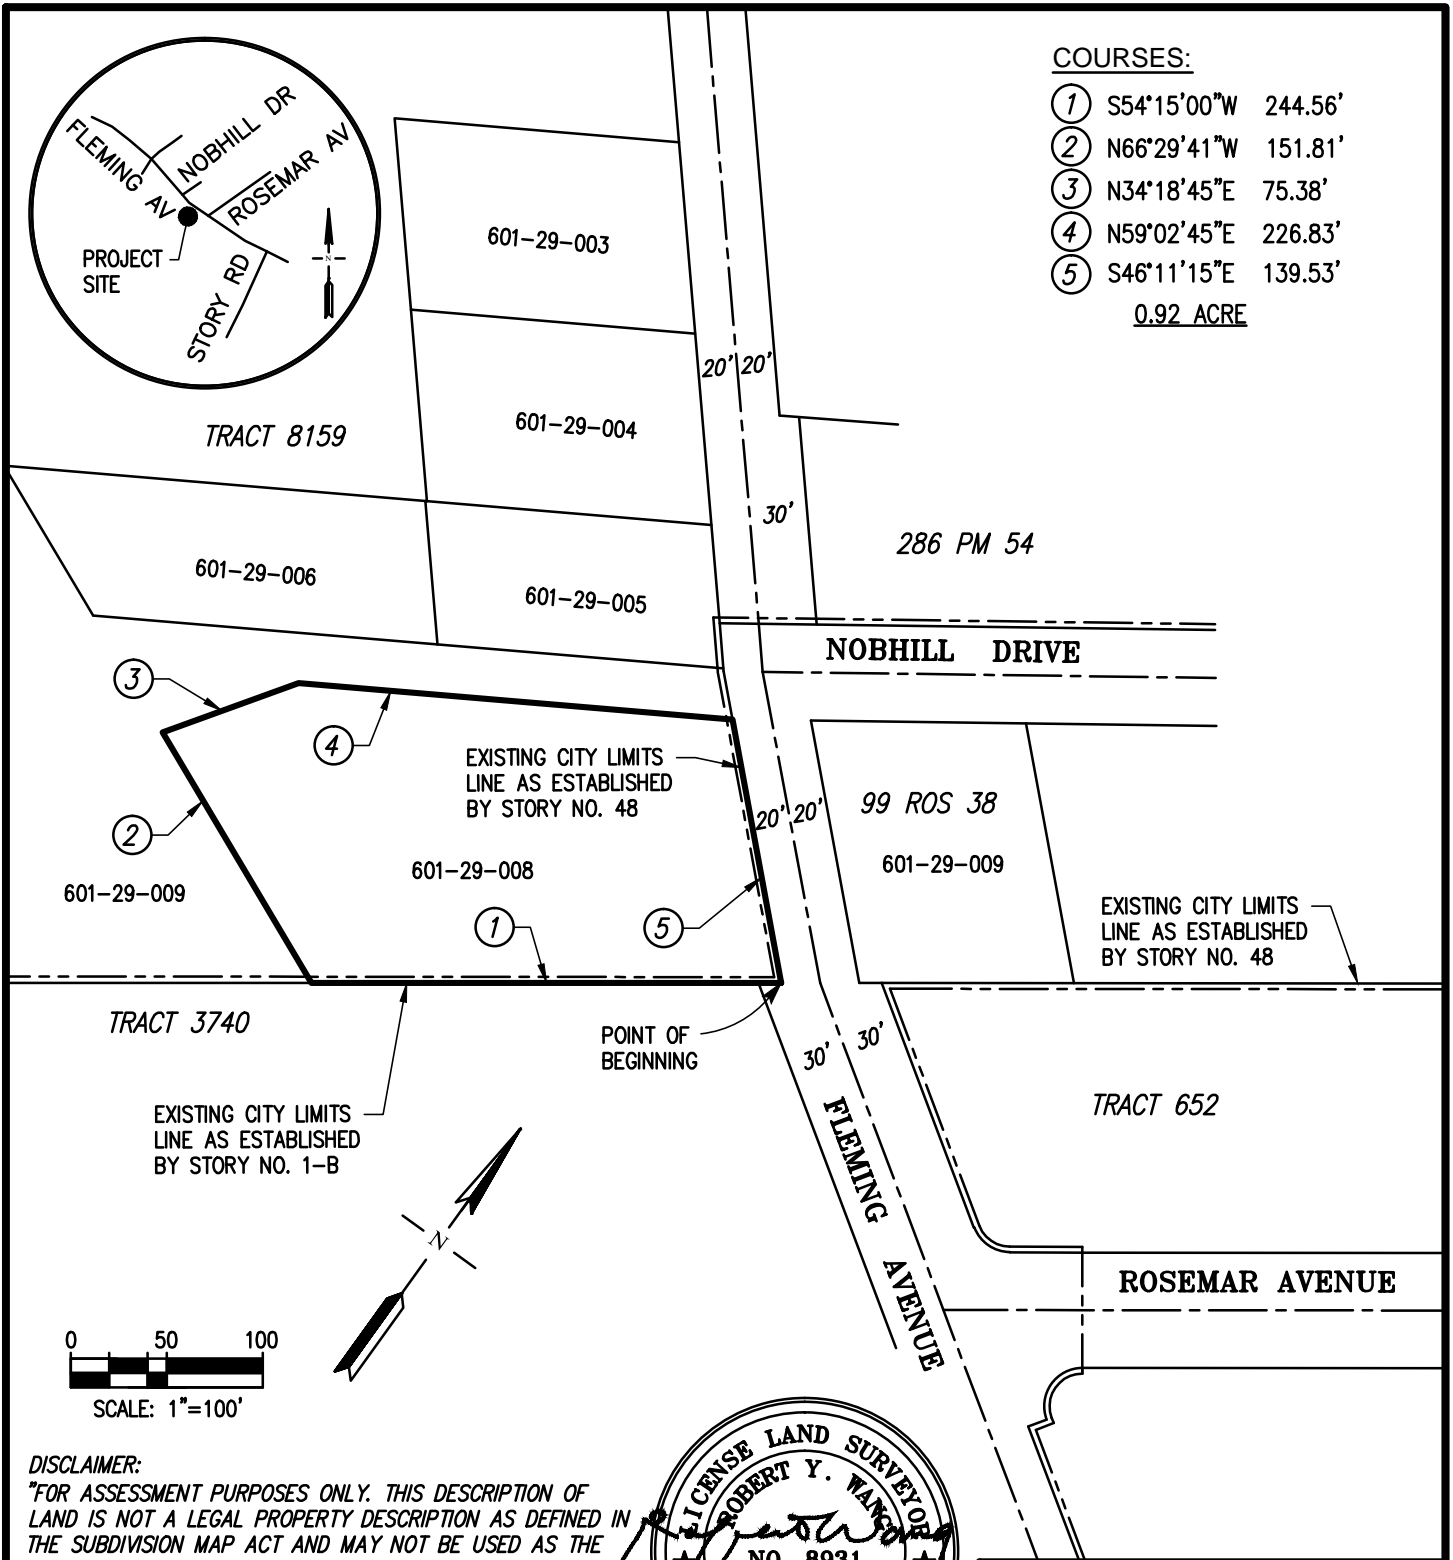 COURSES:
1 S54°15'00"W 244.56'
2 N66°29'41"W 151.81'
3 N34°18'45"E 75.38'
4 N59°02'45"E 226.83'
5 S46°11'15"E 139.53'
0.92 ACRE
FLEMING AV
NOBHILL DR
ROSEMAR AV
PROJECT
SITE
STORY RD
N
601-29-003
20' 20'
601-29-004
TRACT 8159
30'
286 PM 54
601-29-006
601-29-005
NOBHILL DRIVE
3
4
EXISTING CITY LIMITS
LINE AS ESTABLISHED
BY STORY NO. 48
20' 20'
99 ROS 38
601-29-009
2
601-29-008
601-29-009
1
5
EXISTING CITY LIMITS
LINE AS ESTABLISHED
BY STORY NO. 48
TRACT 3740
POINT OF
BEGINNING
30' 30'
FLEMING AVENUE
TRACT 652
EXISTING CITY LIMITS
LINE AS ESTABLISHED
BY STORY NO. 1-B
N
ROSEMAR AVENUE
0 50 100
SCALE: 1"=100'
DISCLAIMER:
"FOR ASSESSMENT PURPOSES ONLY. THIS DESCRIPTION OF
LAND IS NOT A LEGAL PROPERTY DESCRIPTION AS DEFINED IN
THE SUBDIVISION MAP ACT AND MAY NOT BE USED AS THE
LICENSE LAND SURVEYOR
ROBERT Y. WANG
NO. 8931